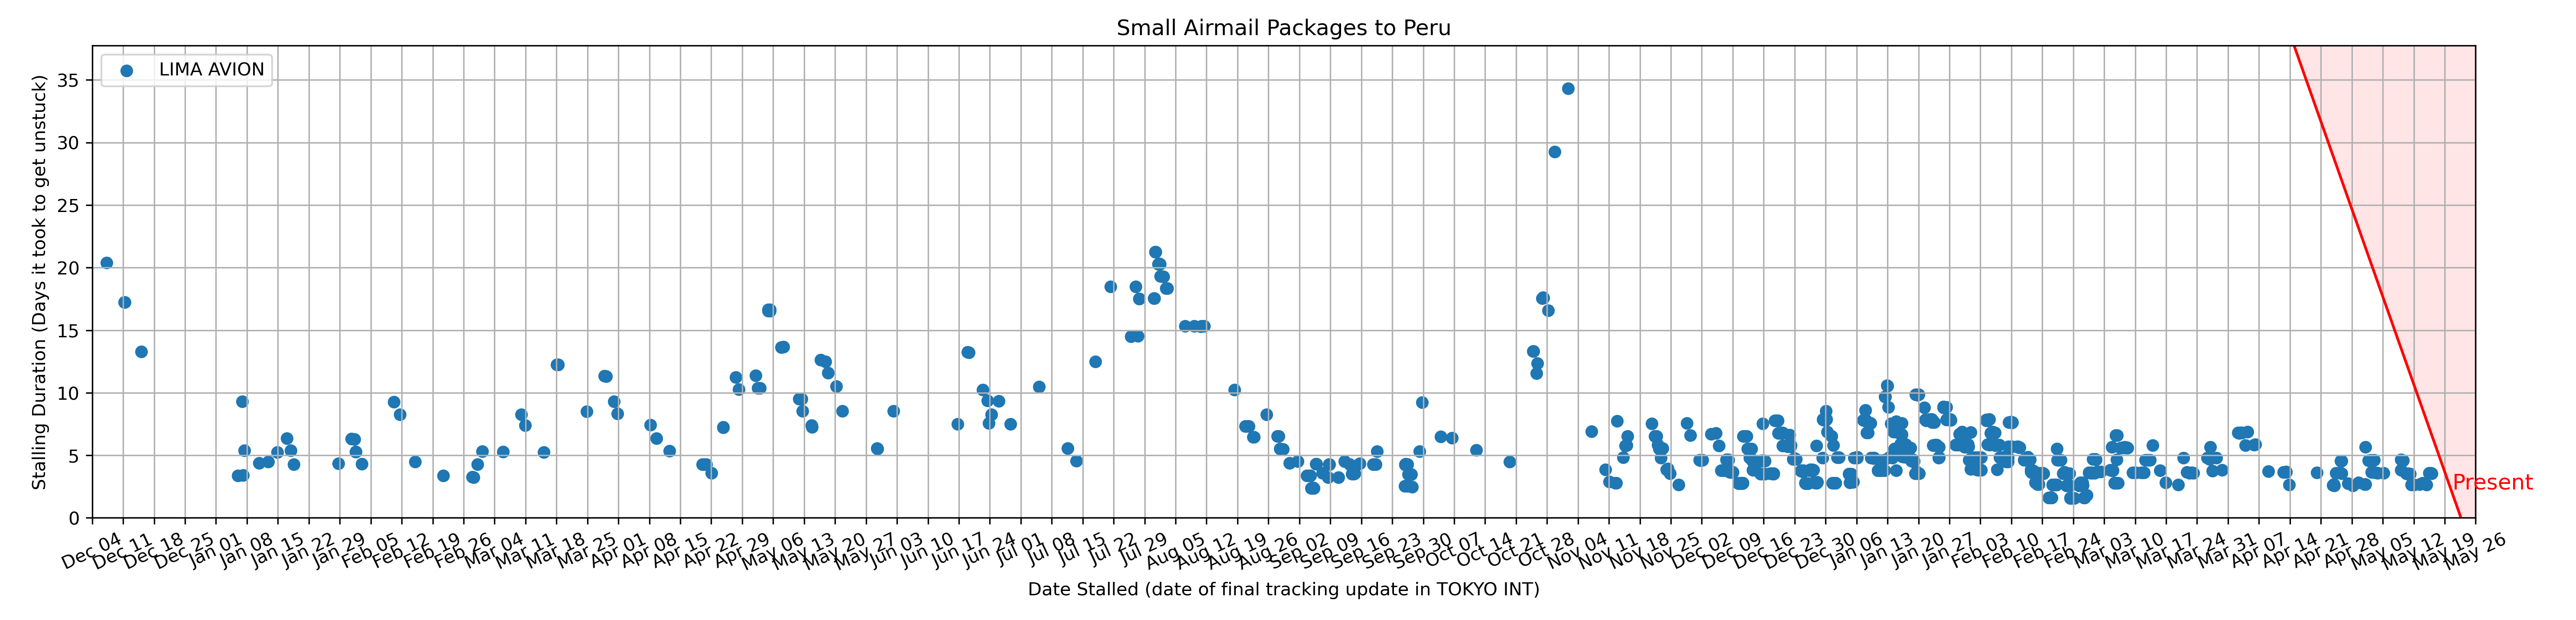 Small Airmail Packages to Peru
LIMA AVION
Stalling Duration (Days it took to get unstuck)
35
30
25
20
15
10
5
0
Present
Dec 04
Dec 11
Dec 18
Dec 25
Jan 01
Jan 08
Jan 15
Jan 22
Jan 29
Feb 05
Feb 12
Feb 19
Feb 26
Mar 04
Mar 11
Mar 18
Mar 25
Apr 01
Apr 08
Apr 15
Apr 22
Apr 29
May 06
May 13
May 20
May 27
Jun 03
Jun 10
Jun 17
Jun 24
Jul 01
Jul 08
Jul 15
Jul 22
Jul 29
Aug 05
Aug 12
Aug 19
Aug 26
Sep 02
Sep 09
Sep 16
Sep 23
Sep 30
Oct 07
Oct 14
Oct 21
Oct 28
Nov 04
Nov 11
Nov 18
Nov 25
Dec 02
Dec 09
Dec 16
Dec 23
Dec 30
Jan 06
Jan 13
Jan 20
Jan 27
Feb 03
Feb 10
Feb 17
Feb 24
Mar 03
Mar 10
Mar 17
Mar 24
Mar 31
Apr 07
Apr 14
Apr 21
Apr 28
May 05
May 12
May 19
May 26
Date Stalled (date of final tracking update in TOKYO INT)